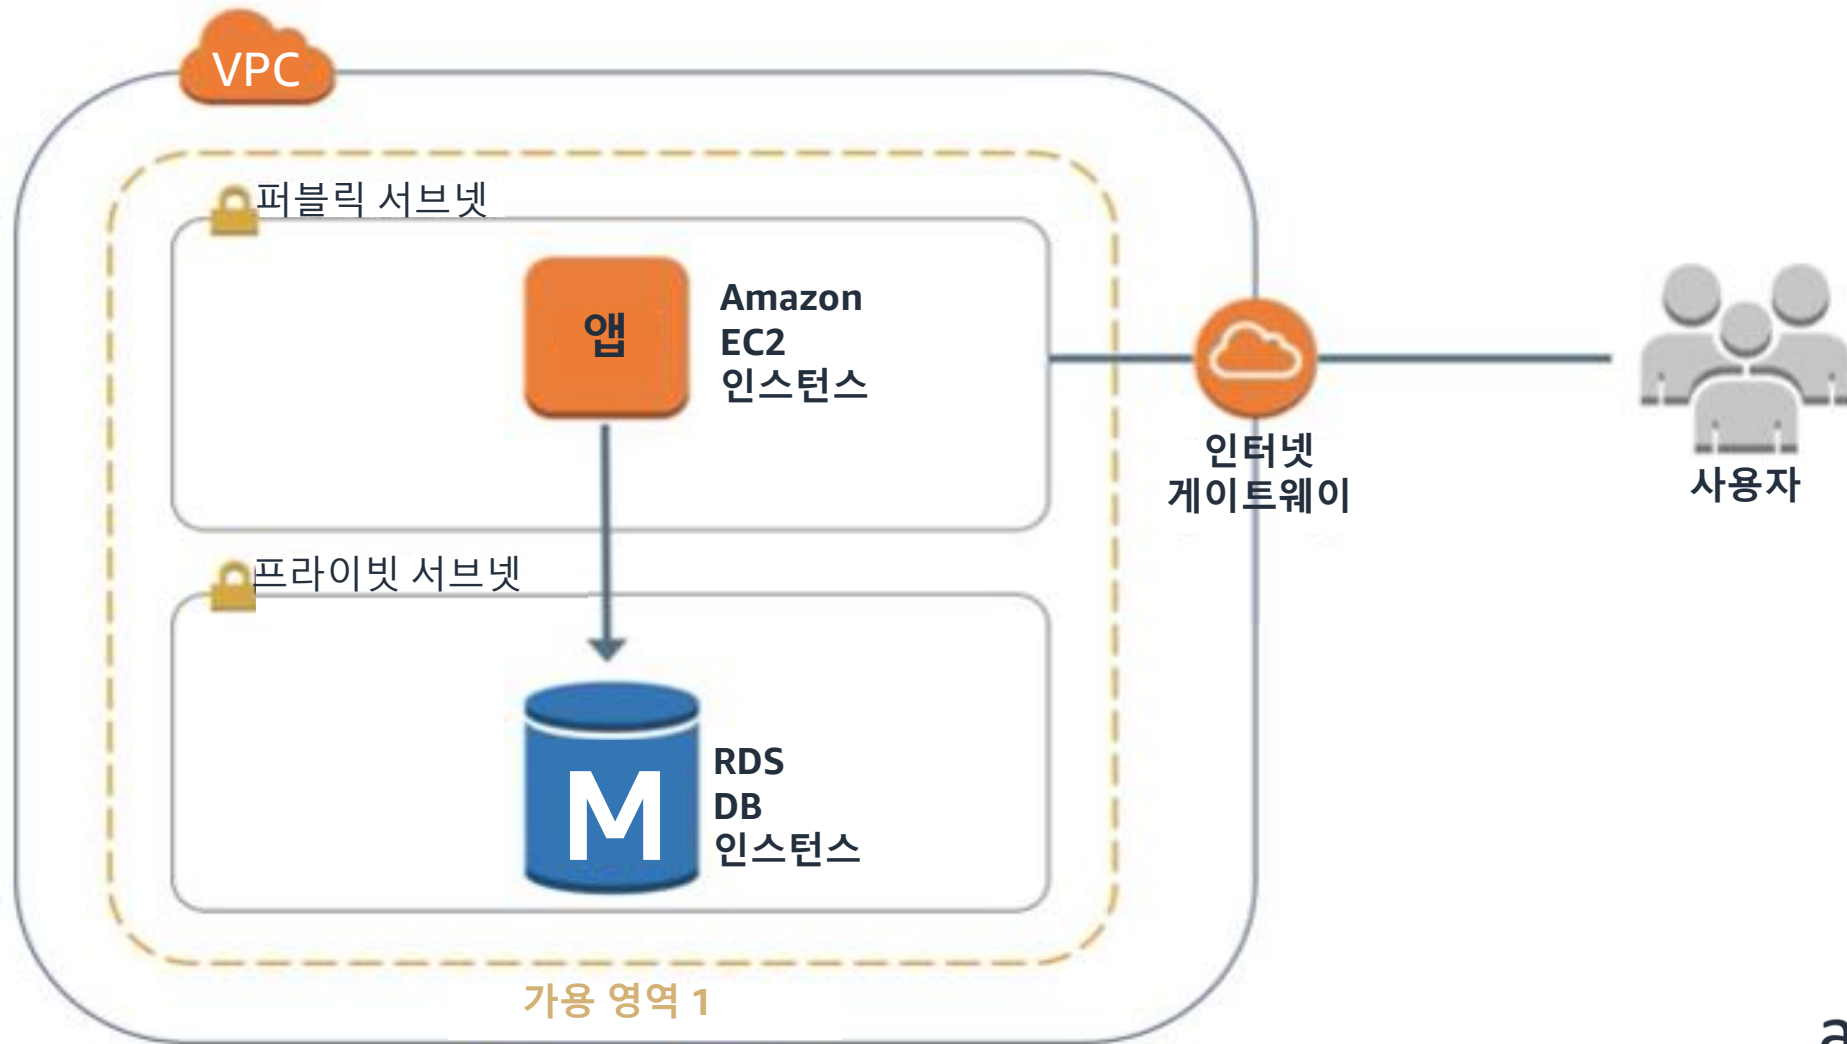 VPC
퍼블릭 서브넷
앱
Amazon
EC2
인스턴스
인터넷
게이트웨이
사용자
프라이빗 서브넷
M
RDS
DB
인스턴스
가용 영역 1